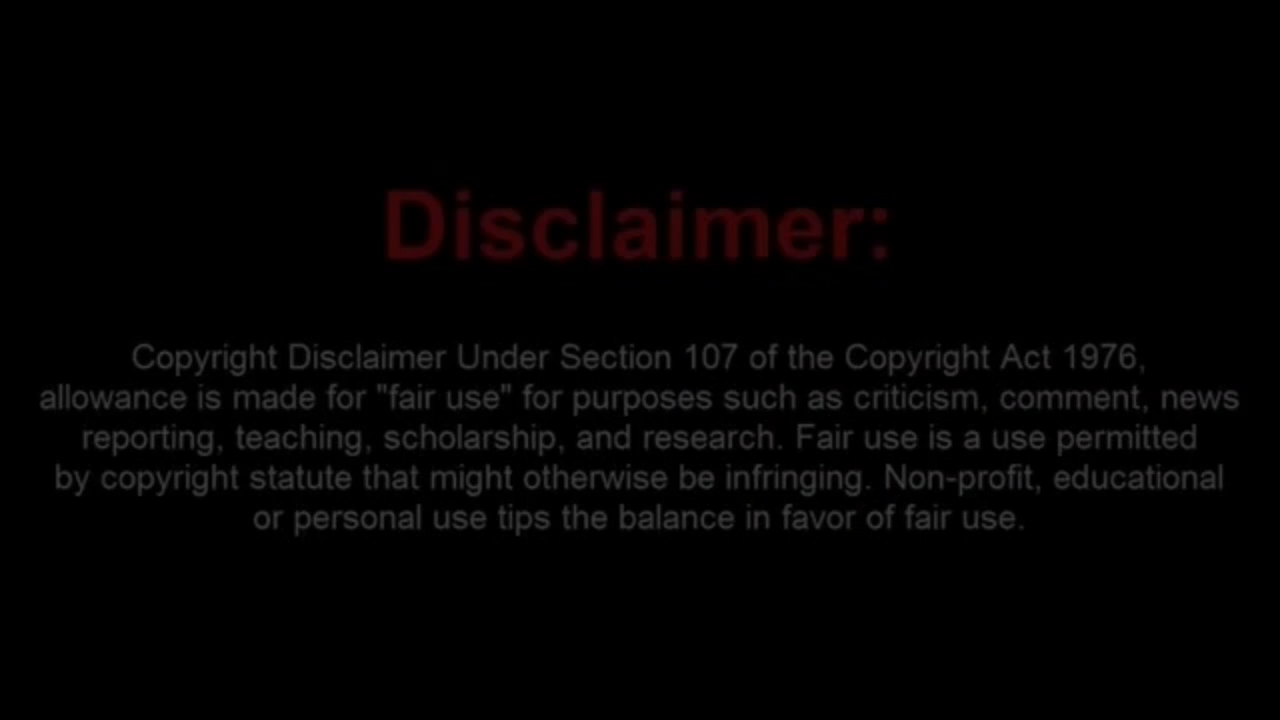 Disclaimer:
Copyright Disclaimer Under Section 107 of the Copyright Act 1976,
allowance is made for "fair use" for purposes such as criticism, comment, news
reporting, teaching, scholarship, and research. Fair use is a use permitted
by copyright statute that might otherwise be infringing. Non-profit, educational
or personal use tips the balance in favor of fair use.